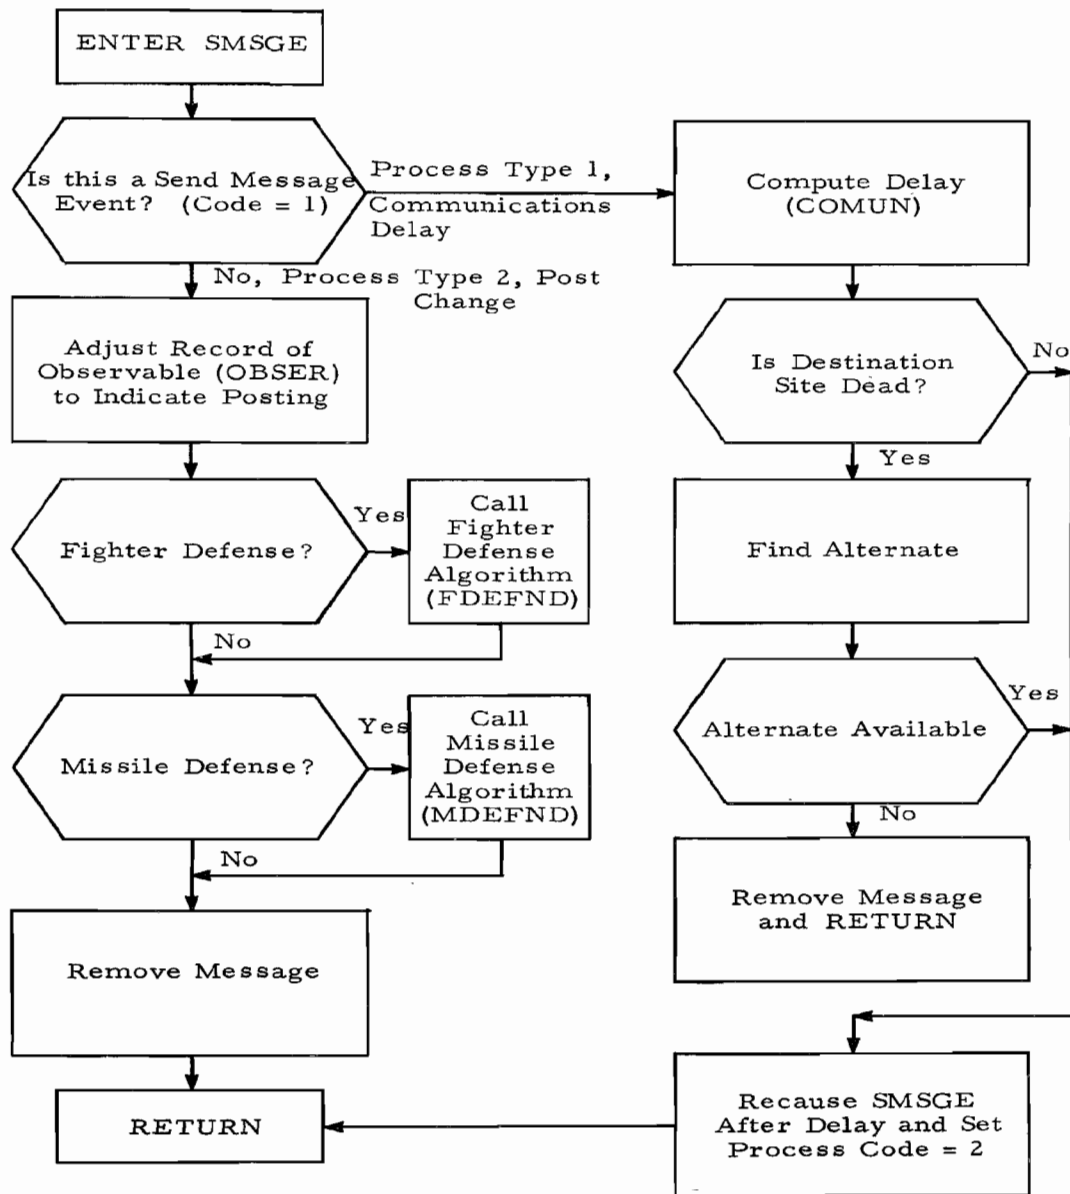 ENTER SMSGE
Is this a Send Message
Event? (Code = 1)
Process Type 1,
Communications
Delay
Compute Delay
(COMUN)
No, Process Type 2, Post
Change
Adjust Record of
Observable (OBSER)
to Indicate Posting
Is Destination
Site Dead?
No
Yes
Fighter Defense?
Yes
Call
Fighter
Defense
Algorithm
(FDEFND)
No
Find Alternate
Alternate Available
Yes
No
Missile Defense?
Yes
Call
Missile
Defense
Algorithm
(MDEFND)
No
Remove Message
and RETURN
Remove Message
Recause SMSGE
After Delay and Set
Process Code = 2
RETURN